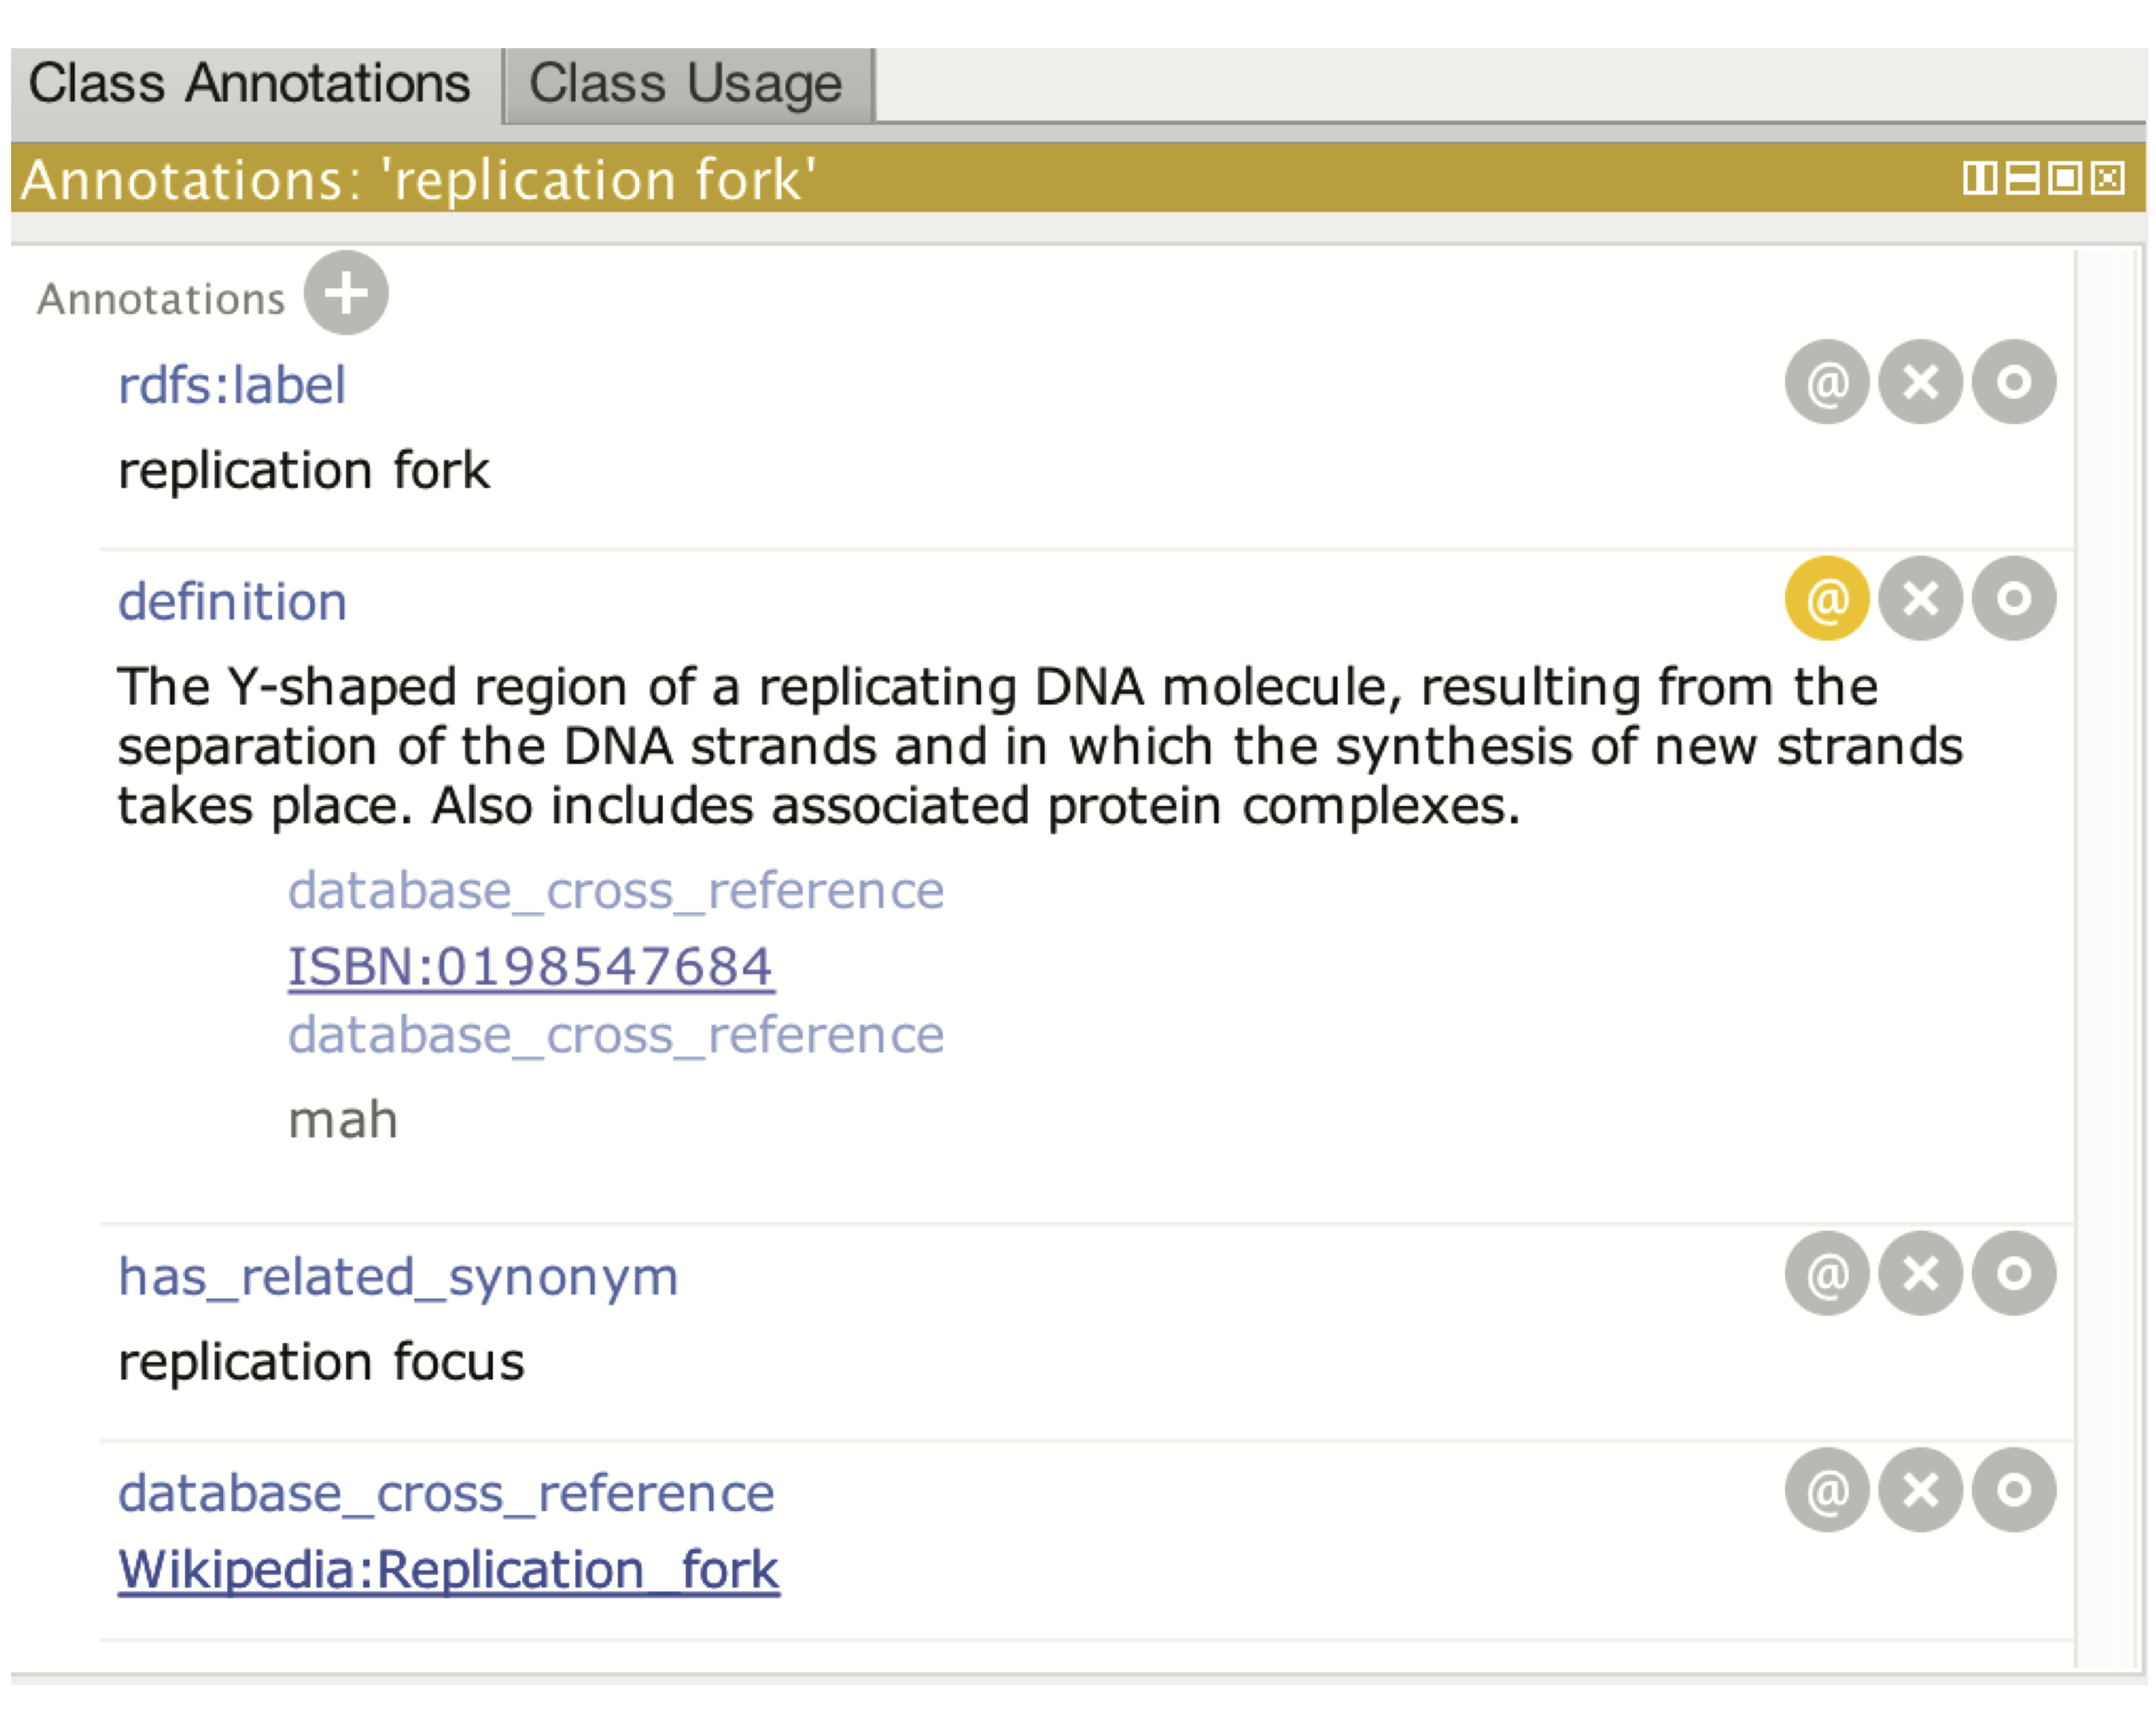 Class Annotations Class Usage
Annotations: 'replication fork'
Annotations
rdfs:label
replication fork
definition
The Y-shaped region of a replicating DNA molecule, resulting from the
separation of the DNA strands and in which the synthesis of new strands
takes place. Also includes associated protein complexes.
database_cross_reference
ISBN:0198547684
database_cross_reference
mah
has_related_synonym
replication focus
database_cross_reference
Wikipedia:Replication_fork